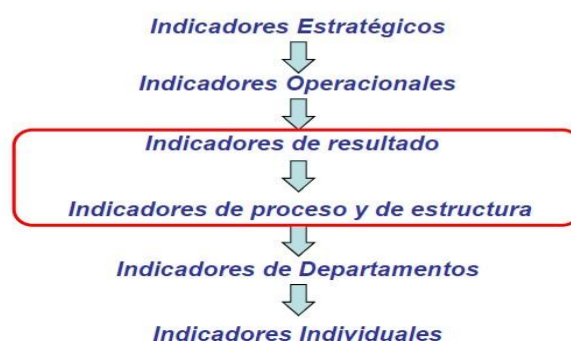 Indicadores Estratégicos
Indicadores Operacionales
Indicadores de resultado
Indicadores de proceso y de estructura
Indicadores de Departamentos
Indicadores Individuales